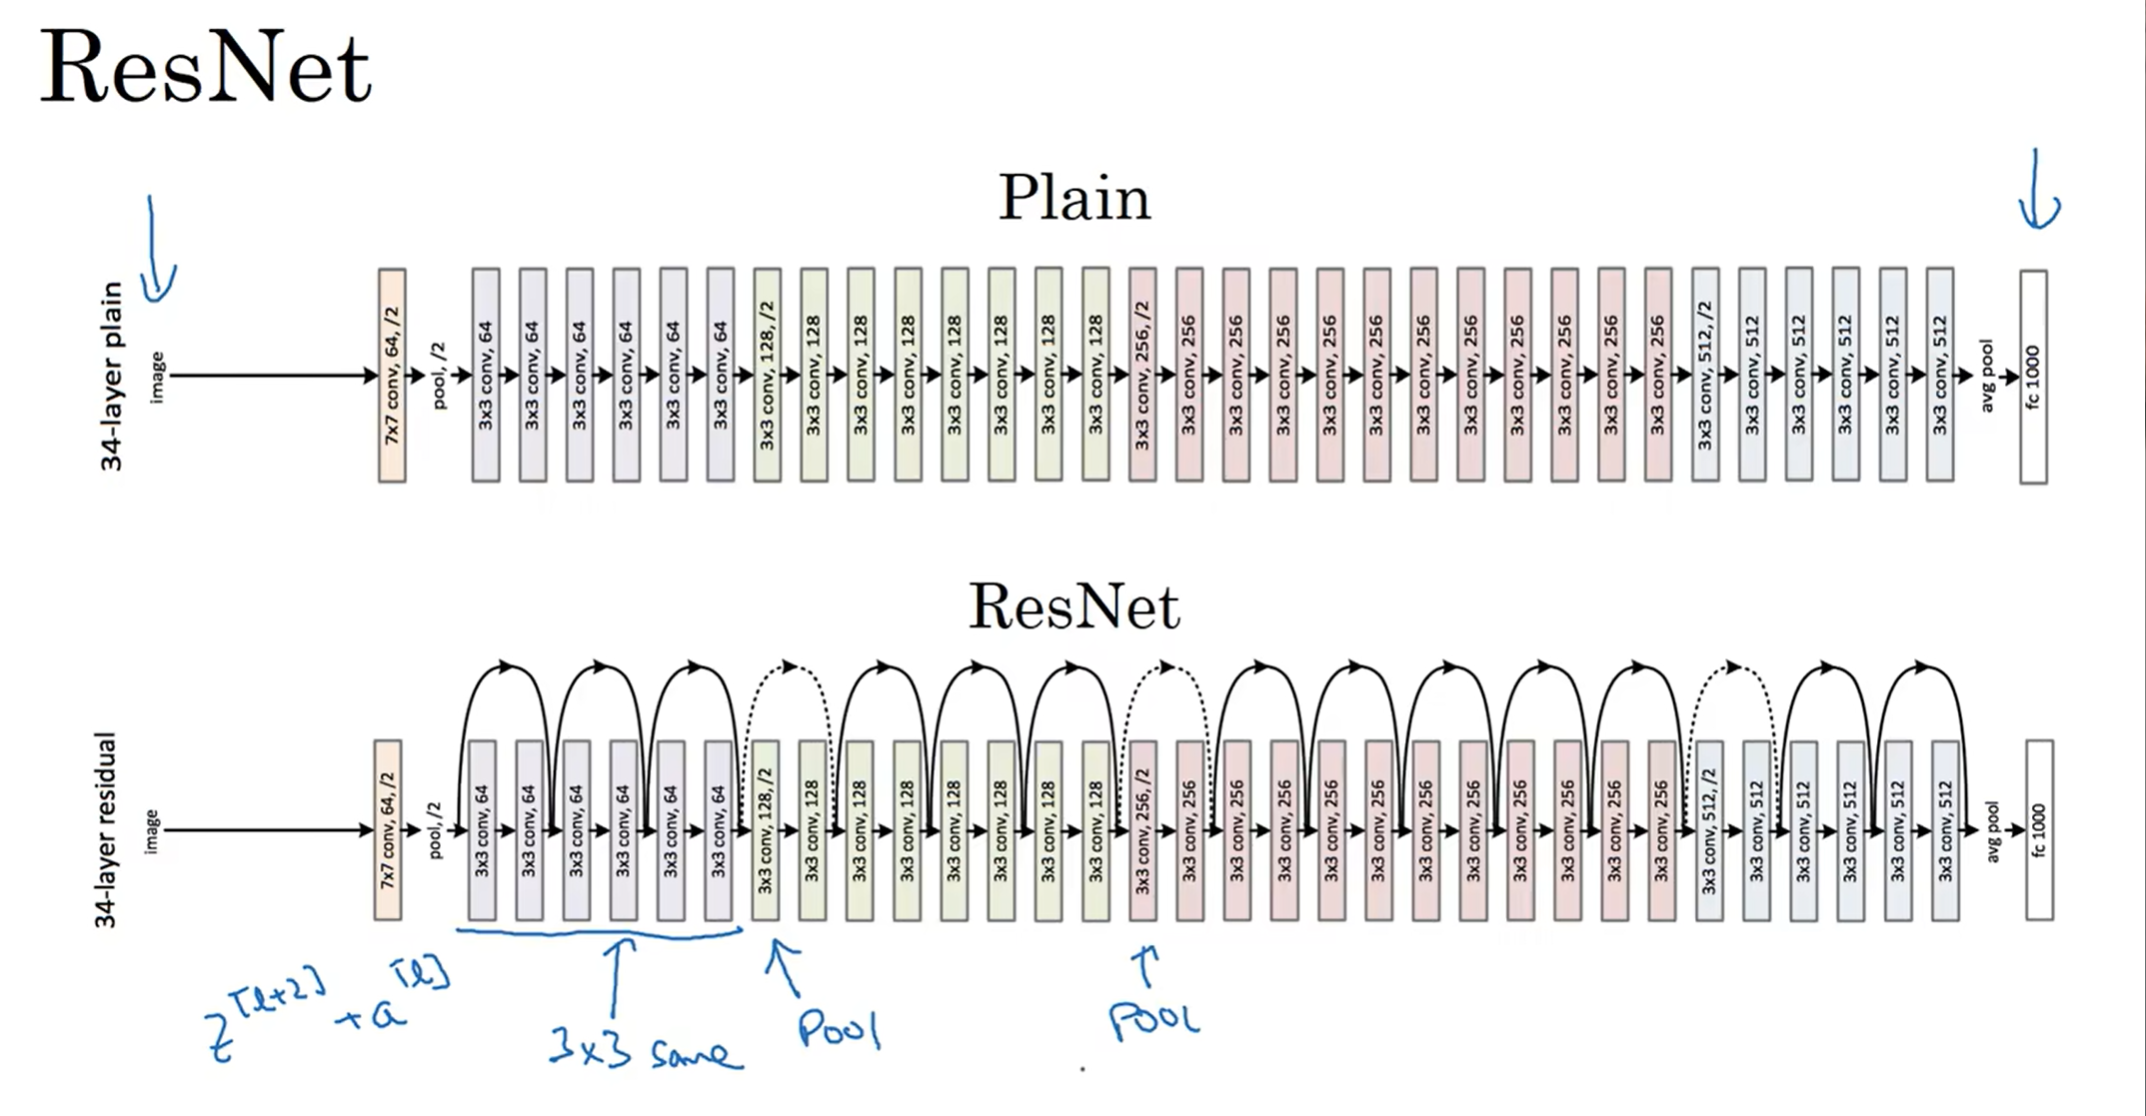 ResNet
Plain
34-layer plain
image
7x7 conv, 64, /2
pool, /2
3x3 conv, 64
3x3 conv, 64
3x3 conv, 64
3x3 conv, 64
3x3 conv, 64
3x3 conv, 64
3x3 conv, 128, /2
3x3 conv, 128
3x3 conv, 128
3x3 conv, 128
3x3 conv, 128
3x3 conv, 128
3x3 conv, 128
3x3 conv, 128
3x3 conv, 256, /2
3x3 conv, 256
3x3 conv, 256
3x3 conv, 256
3x3 conv, 256
3x3 conv, 256
3x3 conv, 256
3x3 conv, 256
3x3 conv, 256
3x3 conv, 256
3x3 conv, 256
3x3 conv, 256
3x3 conv, 512, /2
3x3 conv, 512
3x3 conv, 512
3x3 conv, 512
3x3 conv, 512
3x3 conv, 512
avg pool
fc 1000
ResNet
34-layer residual
image
7x7 conv, 64, /2
pool, /2
3x3 conv, 64
3x3 conv, 64
3x3 conv, 64
3x3 conv, 64
3x3 conv, 64
3x3 conv, 64
3x3 conv, 128, /2
3x3 conv, 128
3x3 conv, 128
3x3 conv, 128
3x3 conv, 128
3x3 conv, 128
3x3 conv, 128
3x3 conv, 128
3x3 conv, 256, /2
3x3 conv, 256
3x3 conv, 256
3x3 conv, 256
3x3 conv, 256
3x3 conv, 256
3x3 conv, 256
3x3 conv, 256
3x3 conv, 256
3x3 conv, 256
3x3 conv, 256
3x3 conv, 256
3x3 conv, 512, /2
3x3 conv, 512
3x3 conv, 512
3x3 conv, 512
3x3 conv, 512
3x3 conv, 512
avg pool
fc 1000
z^[l+2] + a^[l]
3x3 same
Pool
Pool